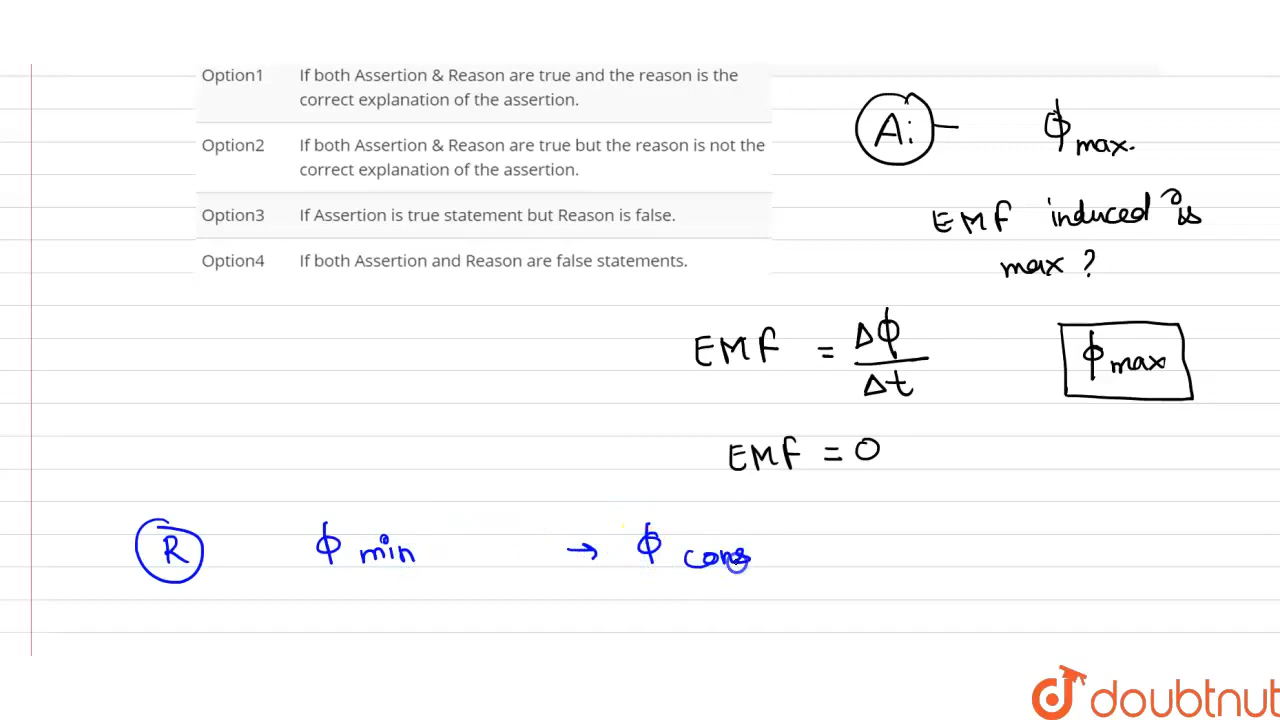 Option1 If both Assertion & Reason are true and the reason is the
correct explanation of the assertion.
Option2 If both Assertion & Reason are true but the reason is not the
correct explanation of the assertion.
Option3 If Assertion is true statement but Reason is false.
Option4 If both Assertion and Reason are false statements.
A: — ϕ max.
EMF induced is
max ?
EMF = Δϕ/Δt
ϕ max
EMF = 0
R ϕ min → ϕ cons
doubtnut